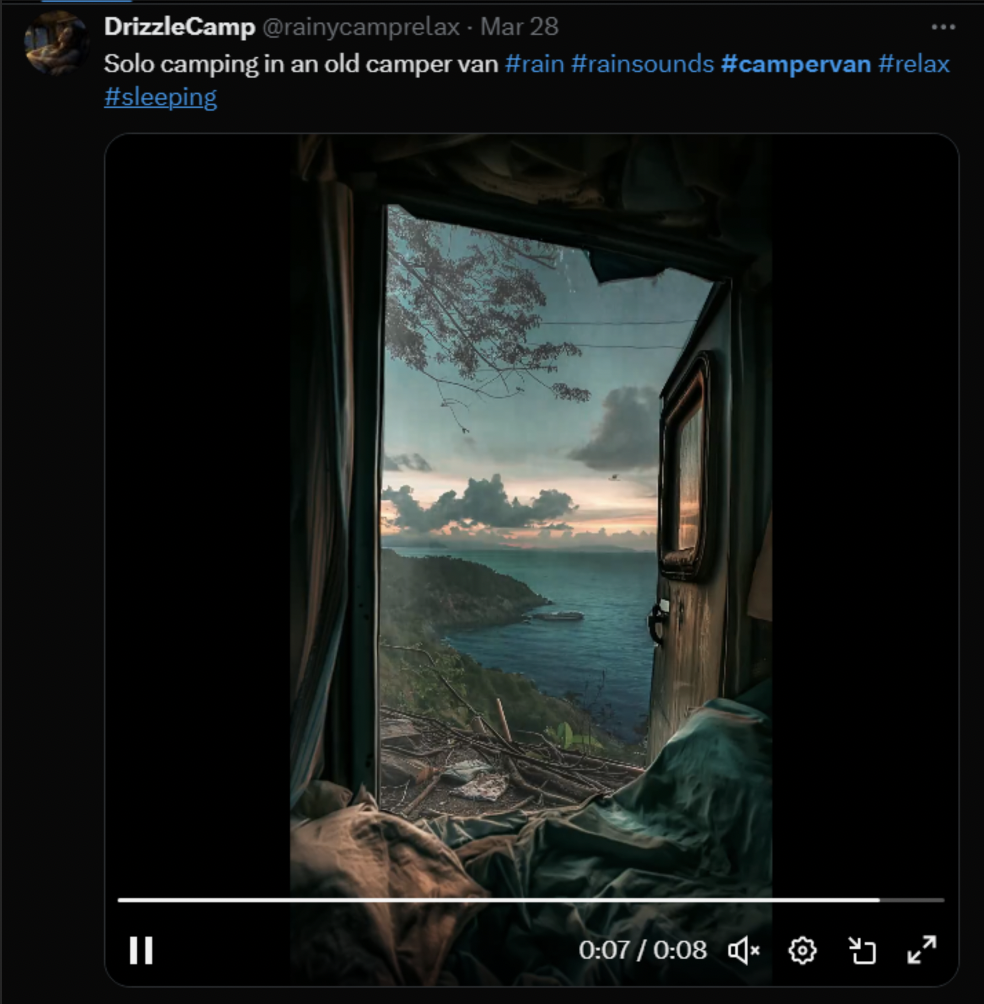 DrizzleCamp @rainycamprelax · Mar 28
Solo camping in an old camper van #rain #rainsounds #campervan #relax
#sleeping
0:07 / 0:08